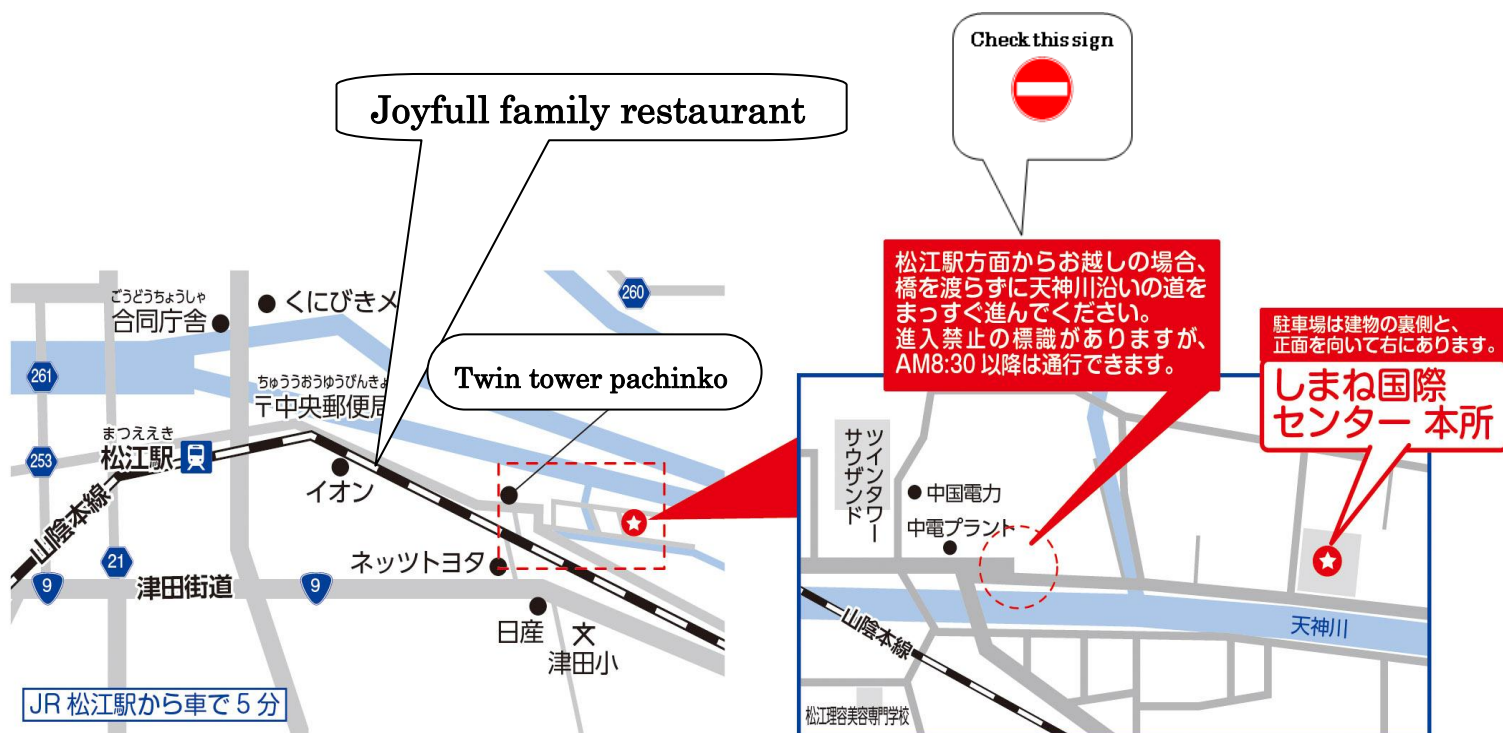 Check this sign
Joyfull family restaurant
松江駅方面からお越しの場合、
橋を渡らずに天神川沿いの道を
まっすぐ進んでください。
進入禁止の標識がありますが、
AM8:30 以降は通行できます。
駐車場は建物の裏側と、
正面を向いて右にあります。
しまね国際
センター 本所
ごうどうちょうしゃ
合同庁舎
くにびきメ
260
261
ちゅううおうゆうびんきょ
〒中央郵便局
Twin tower pachinko
まつええき
松江駅
253
イオン
山陰本線
21
9
津田街道
9
ネッツトヨタ
日産
文
津田小
JR 松江駅から車で 5 分
ツインタワー
サウザンド
中国電力
中電プラント
天神川
山陰本線
松江理容美容専門学校